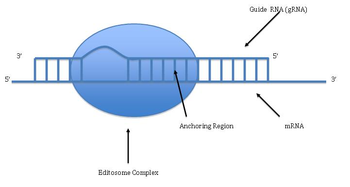 Guide RNA (gRNA)
3'
5'
5'
3'
Anchoring Region
mRNA
Editosome Complex